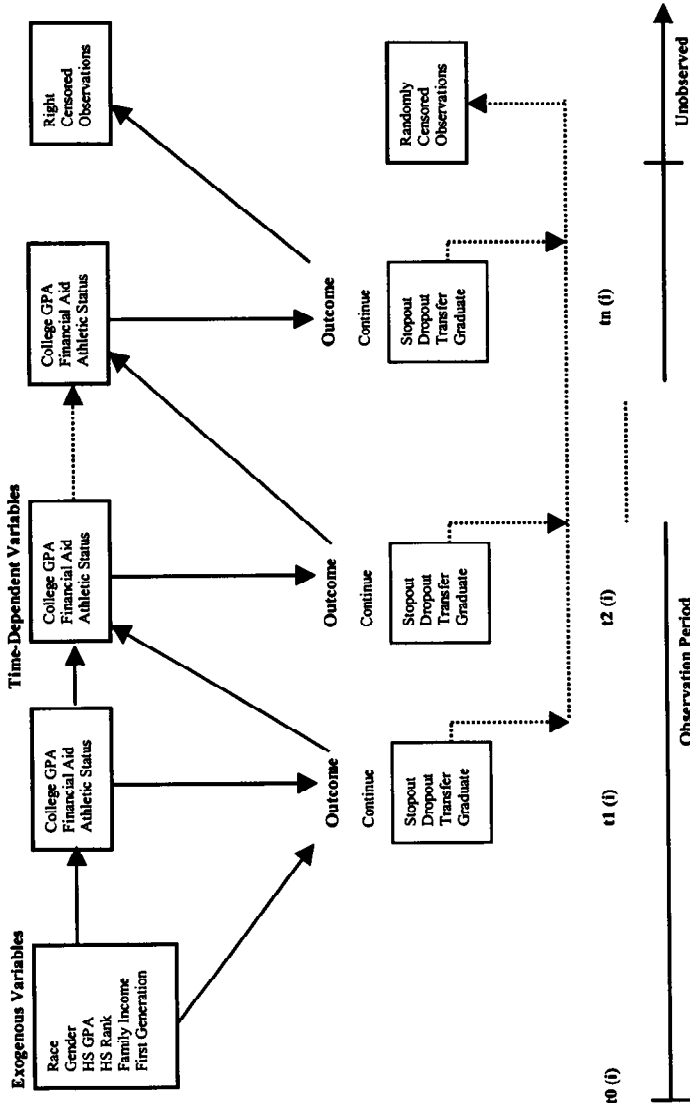 Exogenous Variables
Race
Gender
HS GPA
HS Rank
Family Income
First Generation
Time-Dependent Variables
College GPA
Financial Aid
Athletic Status
College GPA
Financial Aid
Athletic Status
College GPA
Financial Aid
Athletic Status
Right
Censored
Observations
Outcome
Continue
Stopout
Dropout
Transfer
Graduate
Outcome
Continue
Stopout
Dropout
Transfer
Graduate
Outcome
Continue
Stopout
Dropout
Transfer
Graduate
Randomly
Censored
Observations
t0 (i)
t1 (i)
t2 (i)
tn (i)
Observation Period
Unobserved